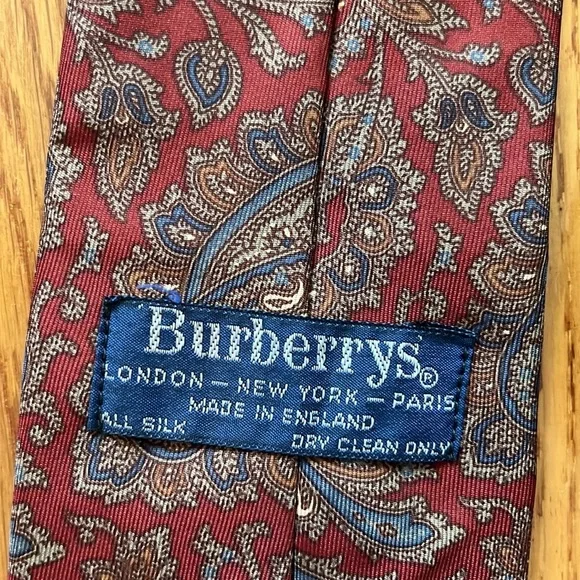 Burberrys®
LONDON – NEW YORK – PARIS
MADE IN ENGLAND
ALL SILK DRY CLEAN ONLY